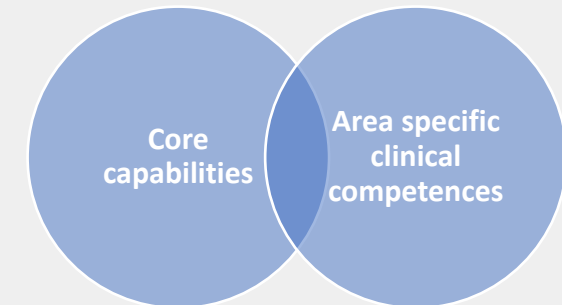 Core
capabilities
Area specific
clinical
competences